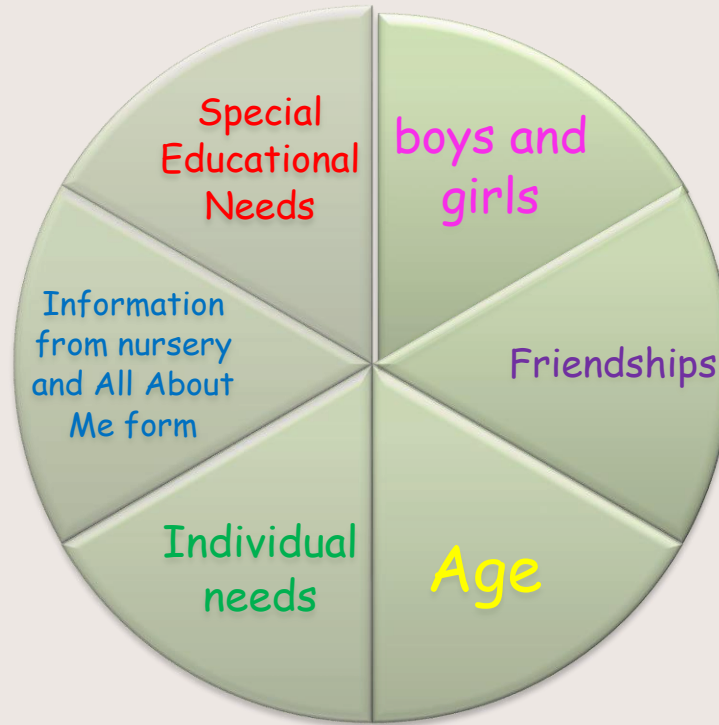 Special
Educational
Needs
boys and
girls
Information
from nursery
and All About
Me form
Friendships
Individual
needs
Age